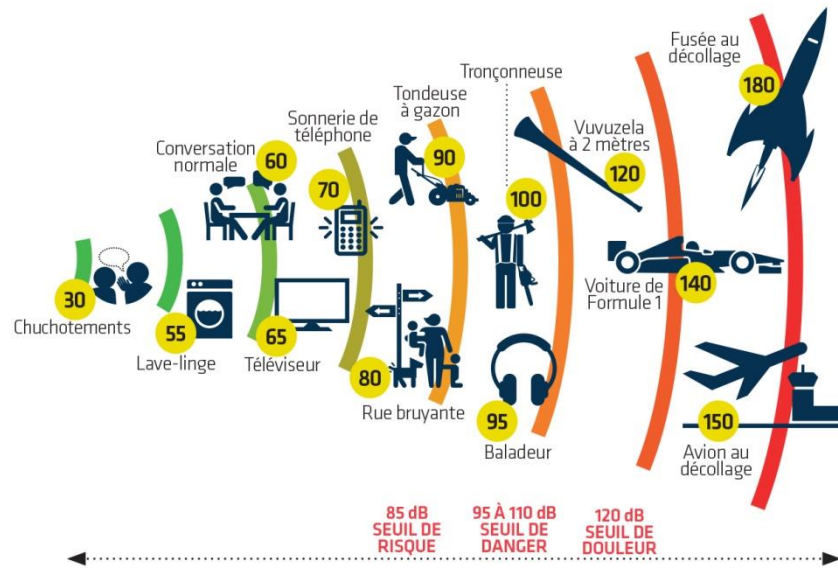 30
Chuchotements
55
Lave-linge
Conversation
normale
60
65
Téléviseur
Sonnerie de
téléphone
70
80
Rue bruyante
Tondeuse
à gazon
90
Tronçonneuse
100
95
Baladeur
Vuvuzela
à 2 mètres
120
Voiture de
Formule 1
140
150
Avion au
décollage
Fusée au
décollage
180
85 dB
SEUIL DE
RISQUE
95 À 110 dB
SEUIL DE
DANGER
120 dB
SEUIL DE
DOULEUR